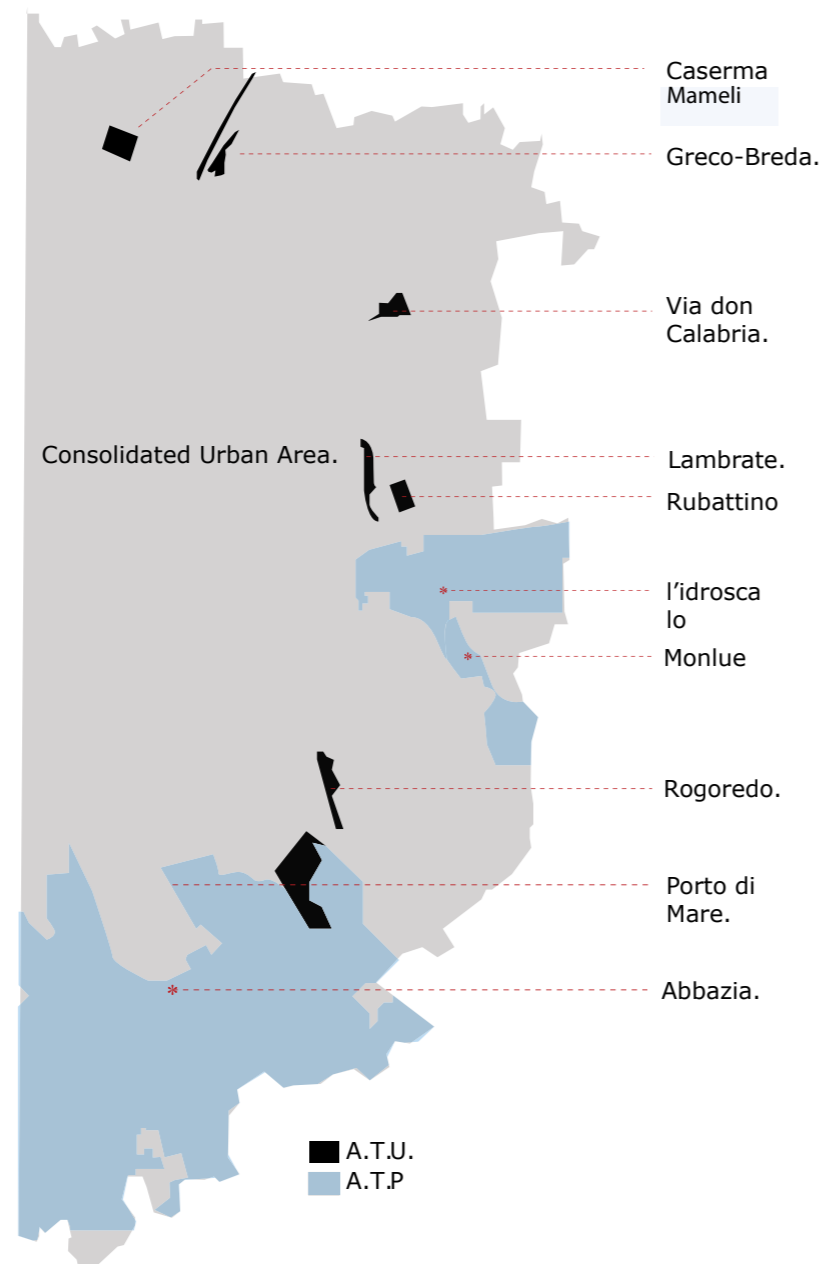 Caserma
Mameli
Greco-Breda.
Via don
Calabria.
Consolidated Urban Area.
Lambrate.
Rubattino
l’idrosca
lo
Monlue
Rogoredo.
Porto di
Mare.
Abbazia.
A.T.U.
A.T.P